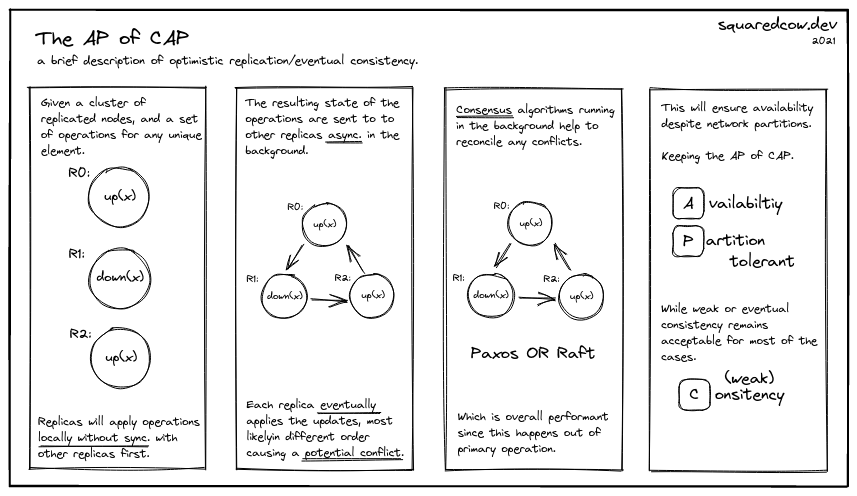 The AP of CAP
squaredcow.dev
2021
a brief description of optimistic replication/eventual consistency.
Given a cluster of
replicated nodes, and a set
of operations for any unique
element.
R0:
up(x)
R1:
down(x)
R2:
up(x)
Replicas will apply operations
locally without sync. with
other replicas first.
The resulting state of the
operations are sent to to
other replicas async. in the
background.
R0:
up(x)
R1:
down(x)
R2:
up(x)
Each replica eventually
applies the updates, most
likelyin different order
causing a potential conflict.
Consensus algorithms running
in the background help to
reconcile any conflicts.
R0:
up(x)
R1:
down(x)
R2:
up(x)
Paxos OR Raft
Which is overall performant
since this happens out of
primary operation.
This will ensure availability
despite network partitions.
Keeping the AP of CAP.
A vailabiltiy
P artition
tolerant
While weak or eventual
consistency remains
acceptable for most of the
cases.
(weak)
C onsitency